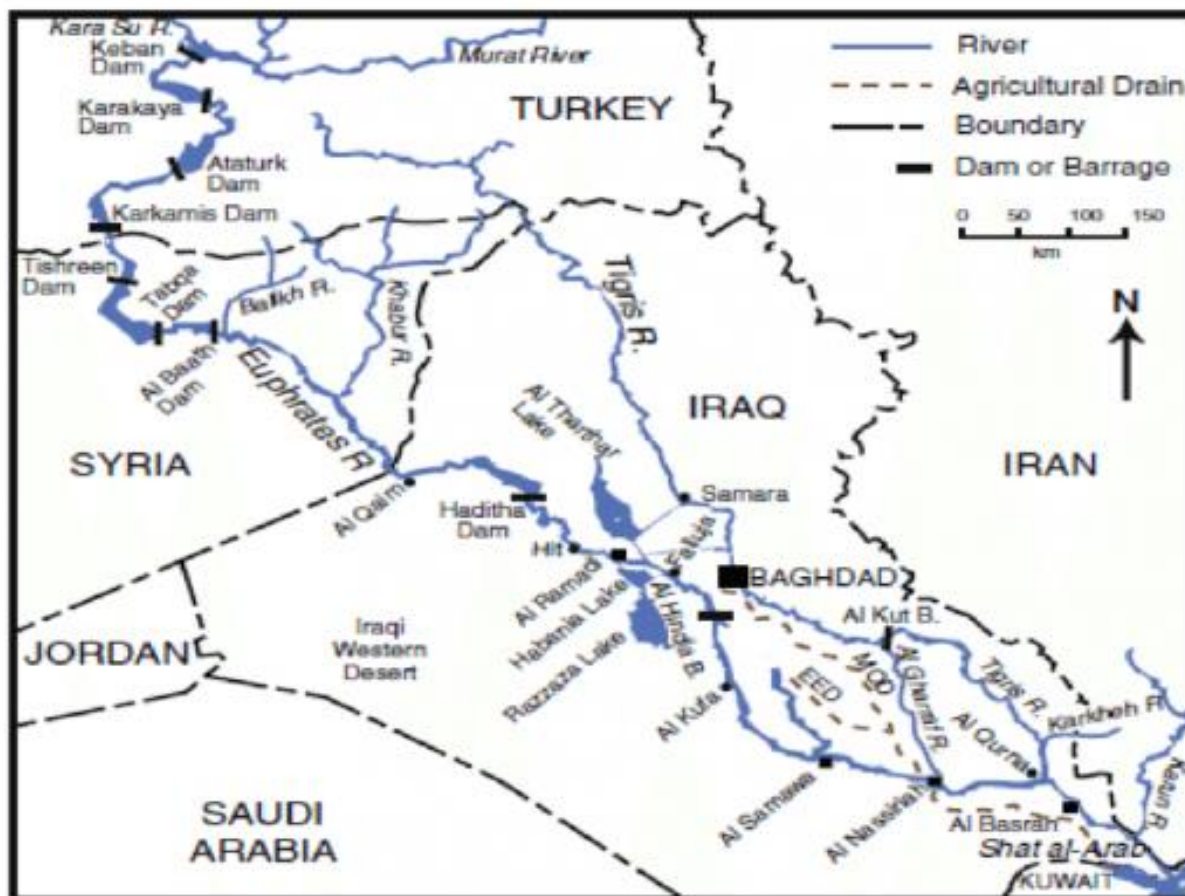 Kara Su R.
Keban
Dam
Murat River
Karakaya
Dam
TURKEY
Ataturk
Dam
Karkamis Dam
River
Agricultural Drain
Boundary
Dam or Barrage
0 50 100 150
km
N
Tishreen
Dam
Tabqa
Dam
Balikh R.
Khabur R.
Al Baath
Dam
Euphrates R
Tigris R.
SYRIA
IRAQ
IRAN
Al Tharthar
Lake
Al Qaim
Haditha
Dam
Samara
Hit
Falluja
Al Ramadi
BAGHDAD
Habania Lake
Razzaza Lake
Al Hindia B.
Al Kut B.
JORDAN
Iraqi
Western
Desert
Al Kufa
EED
MOD
Al Gharraf R.
Tigris R.
Karkheh R.
Al Qurna
Karun R.
Al Samawa
Al Nassiriah
Al Basrah
Shat al-Arab
SAUDI
ARABIA
KUWAIT